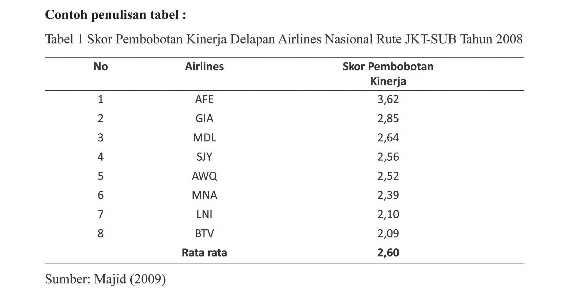 Contoh penulisan tabel :
Tabel 1 Skor Pembobotan Kinerja Delapan Airlines Nasional Rute JKT-SUB Tahun 2008
No Airlines Skor Pembobotan
Kinerja
1 AFE 3,62
2 GIA 2,85
3 MDL 2,64
4 SJY 2,56
5 AWQ 2,52
6 MNA 2,39
7 LNI 2,10
8 BTV 2,09
Rata rata 2,60
Sumber: Majid (2009)